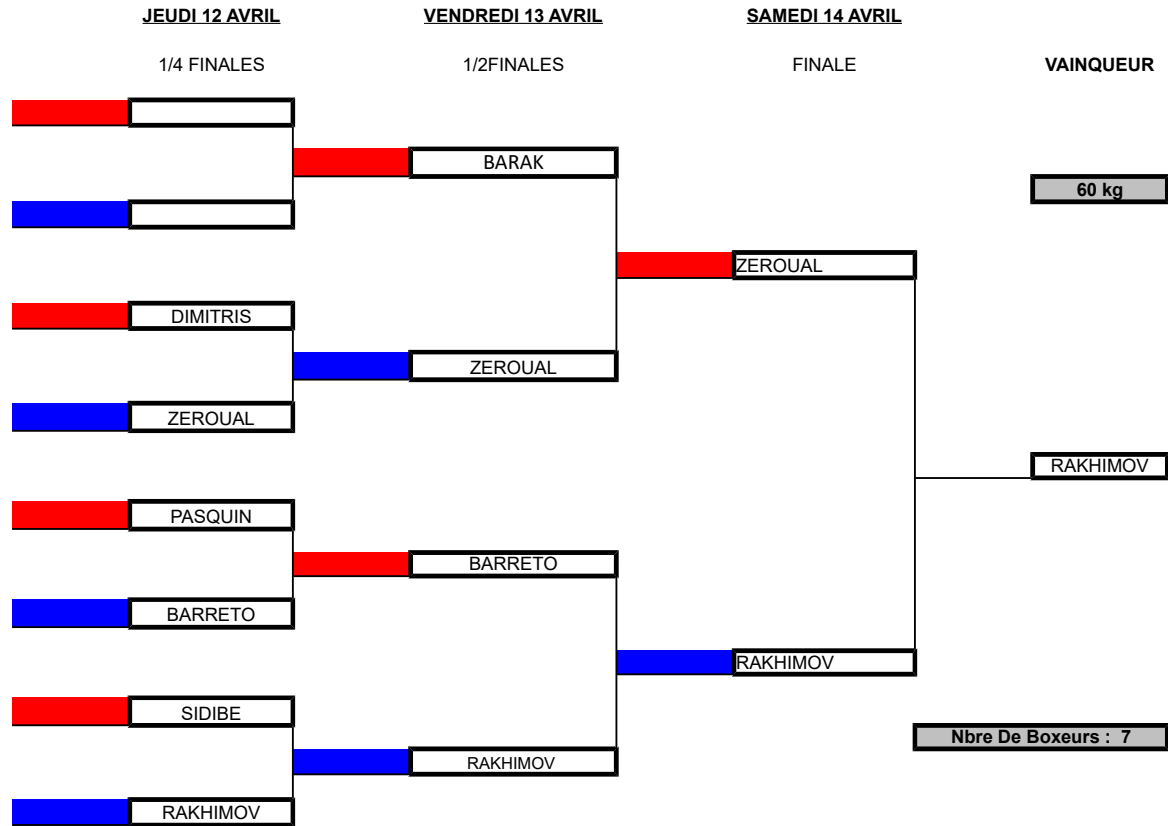 JEUDI 12 AVRIL VENDREDI 13 AVRIL SAMEDI 14 AVRIL
1/4 FINALES 1/2FINALES FINALE VAINQUEUR
BARAK
60 kg
ZEROUAL
DIMITRIS
ZEROUAL
ZEROUAL
RAKHIMOV
PASQUIN
BARRETO
BARRETO
RAKHIMOV
SIDIBE
Nbre De Boxeurs : 7
RAKHIMOV
RAKHIMOV